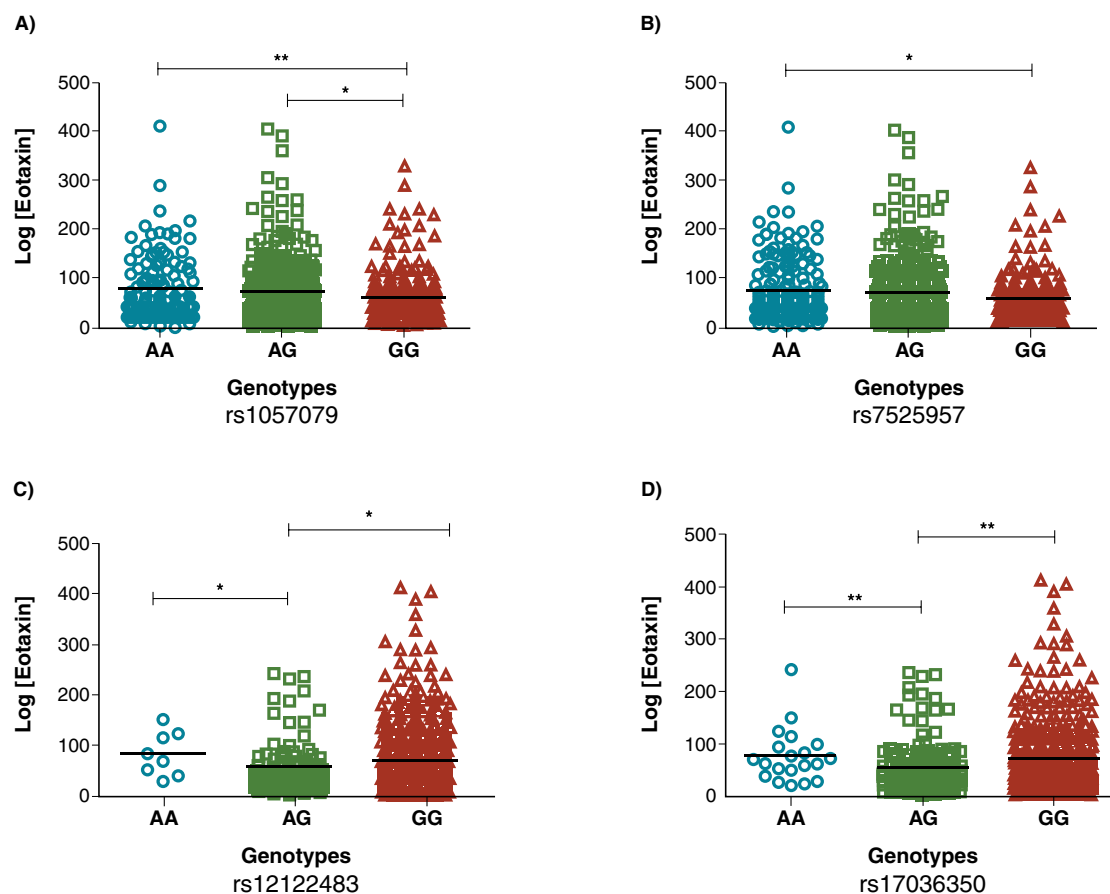 A)
**
*
Log [Eotaxin]
500
400
300
200
100
0
AA AG GG
Genotypes
rs1057079
B)
*
Log [Eotaxin]
500
400
300
200
100
0
AA AG GG
Genotypes
rs7525957
C)
*
*
Log [Eotaxin]
500
400
300
200
100
0
AA AG GG
Genotypes
rs12122483
D)
**
**
Log [Eotaxin]
500
400
300
200
100
0
AA AG GG
Genotypes
rs17036350